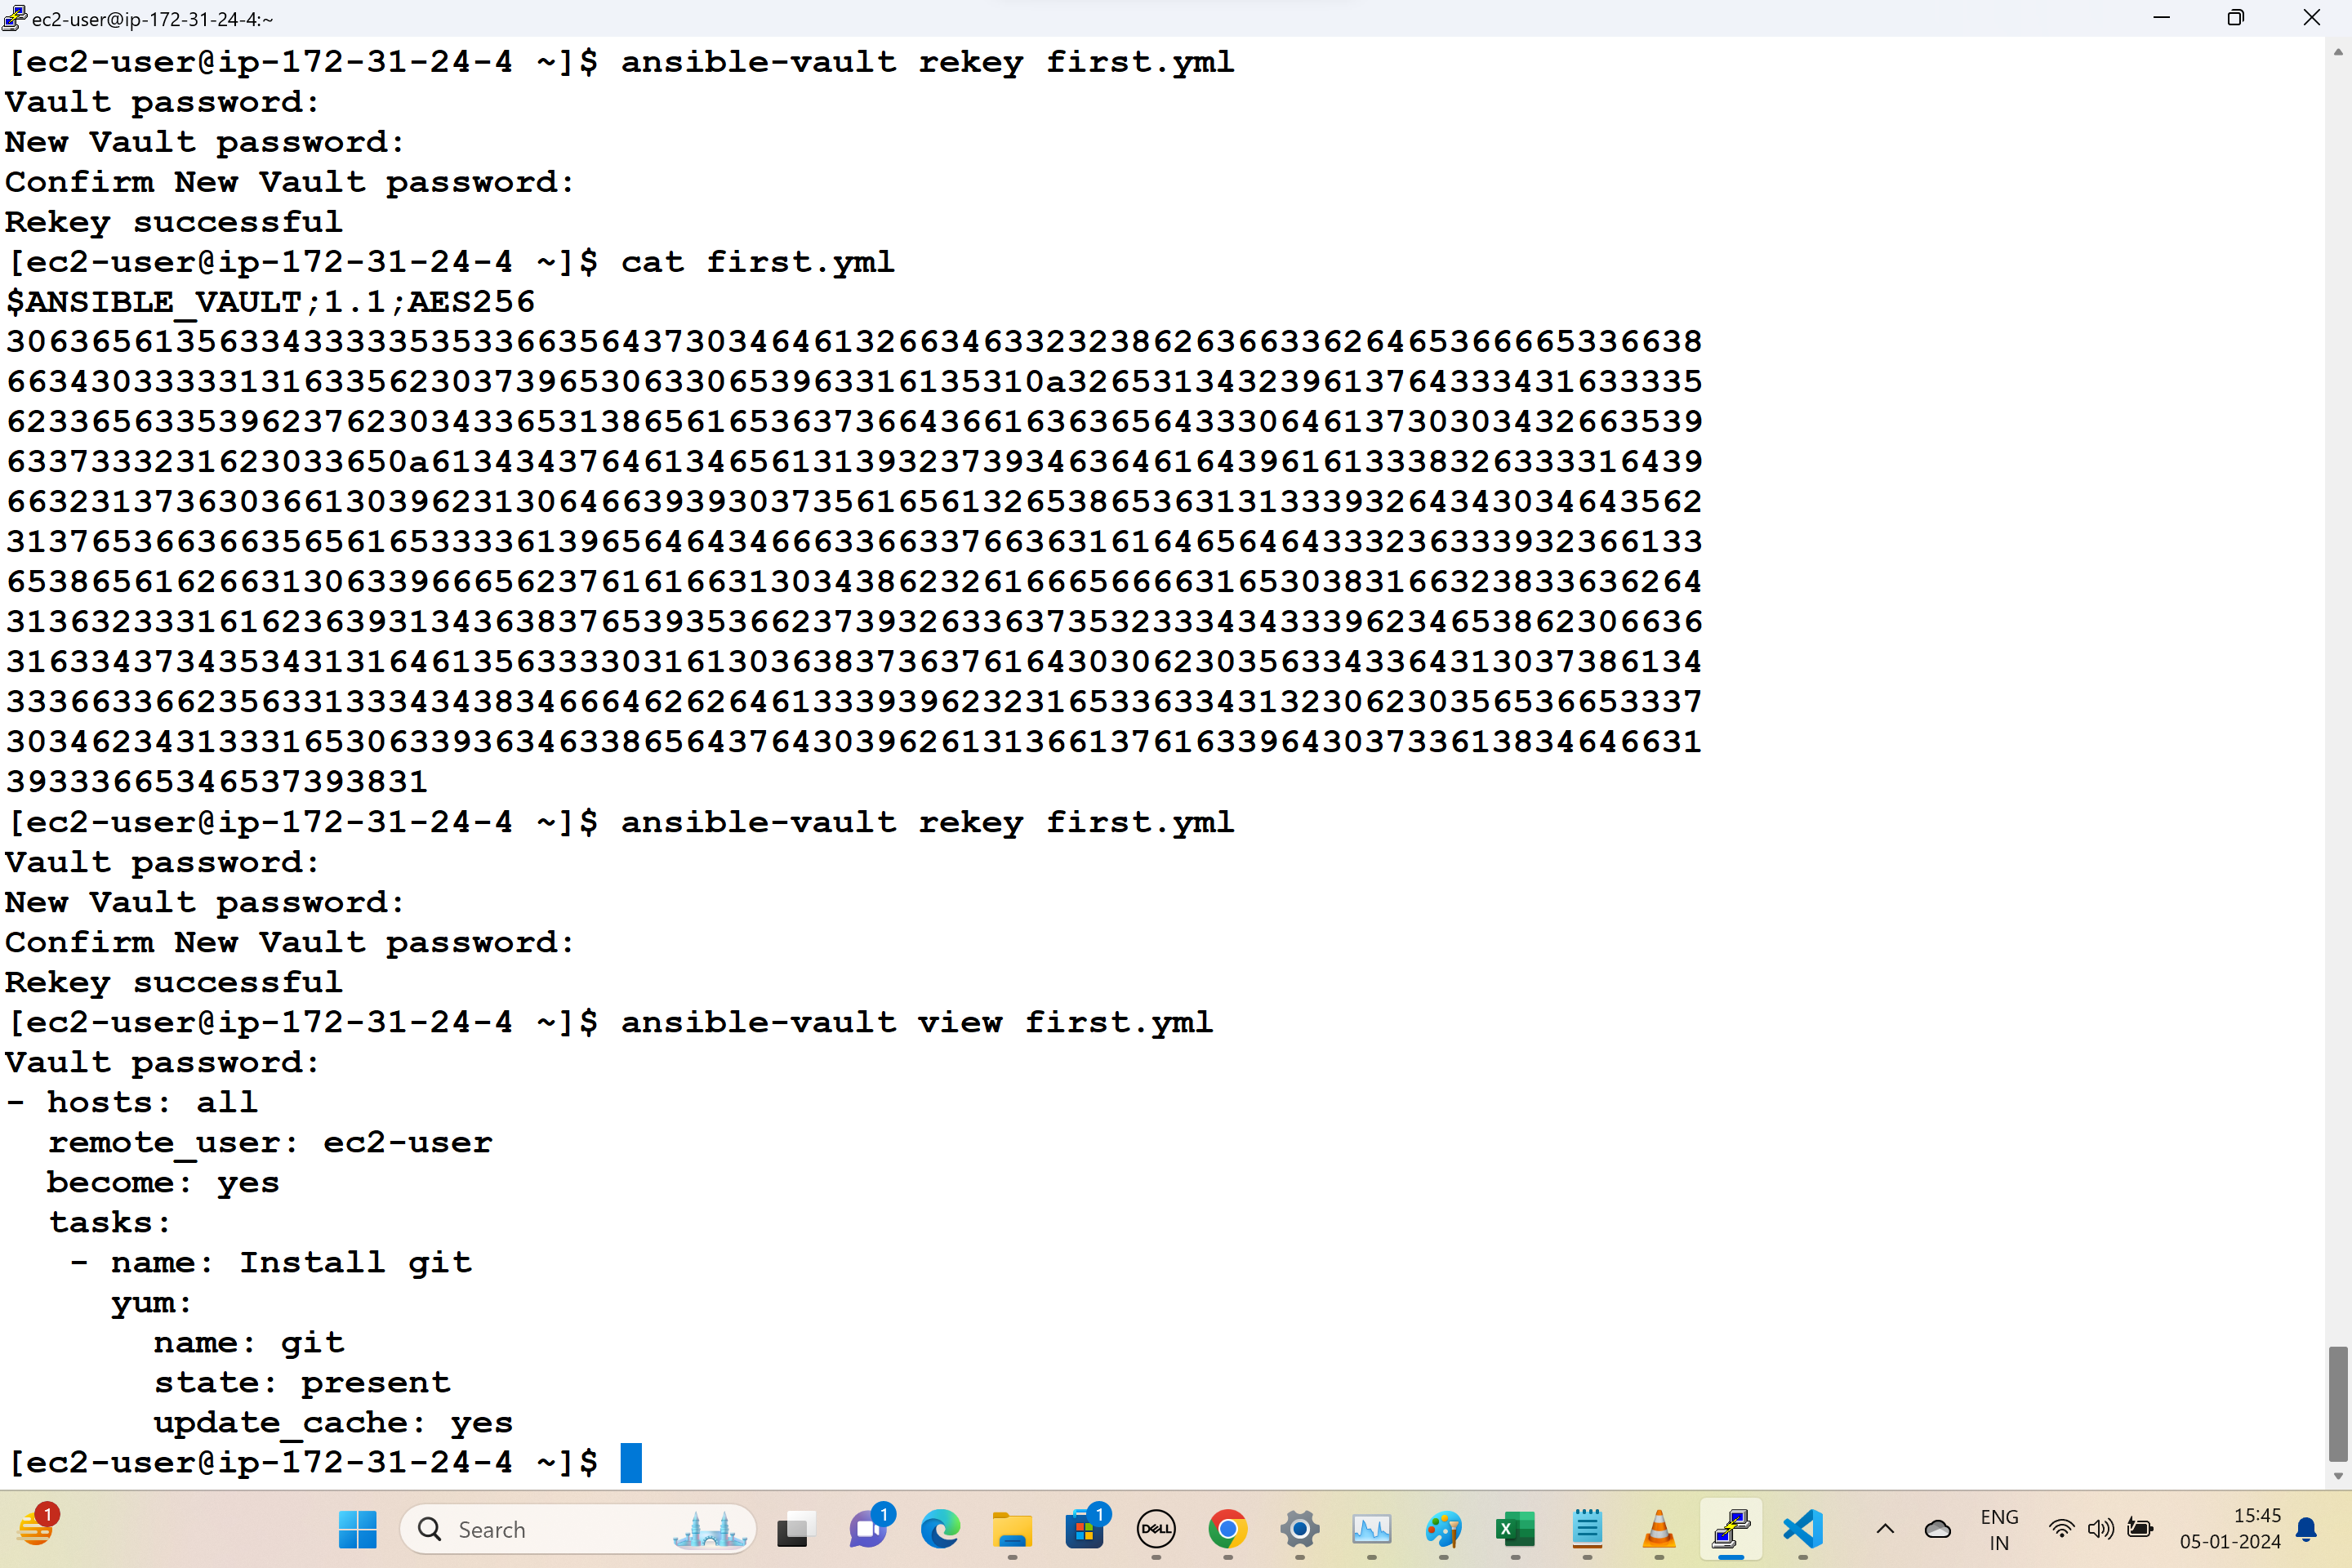 ec2-user@ip-172-31-24-4:~
[ec2-user@ip-172-31-24-4 ~]$ ansible-vault rekey first.yml
Vault password:
New Vault password:
Confirm New Vault password:
Rekey successful
[ec2-user@ip-172-31-24-4 ~]$ cat first.yml
$ANSIBLE_VAULT;1.1;AES256
30636561356334333335353366356437303464613266346332323862636633626465366665336638
66343033333131633562303739653063306539633161353310a32653134323961376433343163333
62336563353962376230343365313865616536373664366163636564333064613730303432663539
6337333231623033650a613434376461346561313932373934636461643961613338326333316439
66323137363036613039623130646639393037356165613265386536313133393264343034643562
31376536636635656165333361396564643466633663376636316164656464333236333932366133
65386561626631306339666562376161663130343862326166656666316530383166323833636264
31363233316162363931343638376539353662373932633637353233343433396234653862306636
31633437343534313164613563333031613036383736376164303062303563343364313037386134
33366336623563313334343834666462626461333939623231653363343132306230356536653337
30346234313331653063393634633865643764303962613136613761633964303733613834646631
39333665346537393831
[ec2-user@ip-172-31-24-4 ~]$ ansible-vault rekey first.yml
Vault password:
New Vault password:
Confirm New Vault password:
Rekey successful
[ec2-user@ip-172-31-24-4 ~]$ ansible-vault view first.yml
Vault password:
- hosts: all
  remote_user: ec2-user
  become: yes
  tasks:
   - name: Install git
     yum:
       name: git
       state: present
       update_cache: yes
[ec2-user@ip-172-31-24-4 ~]$
1
Search
1
1
DELL
X
ENG
IN
15:45
05-01-2024